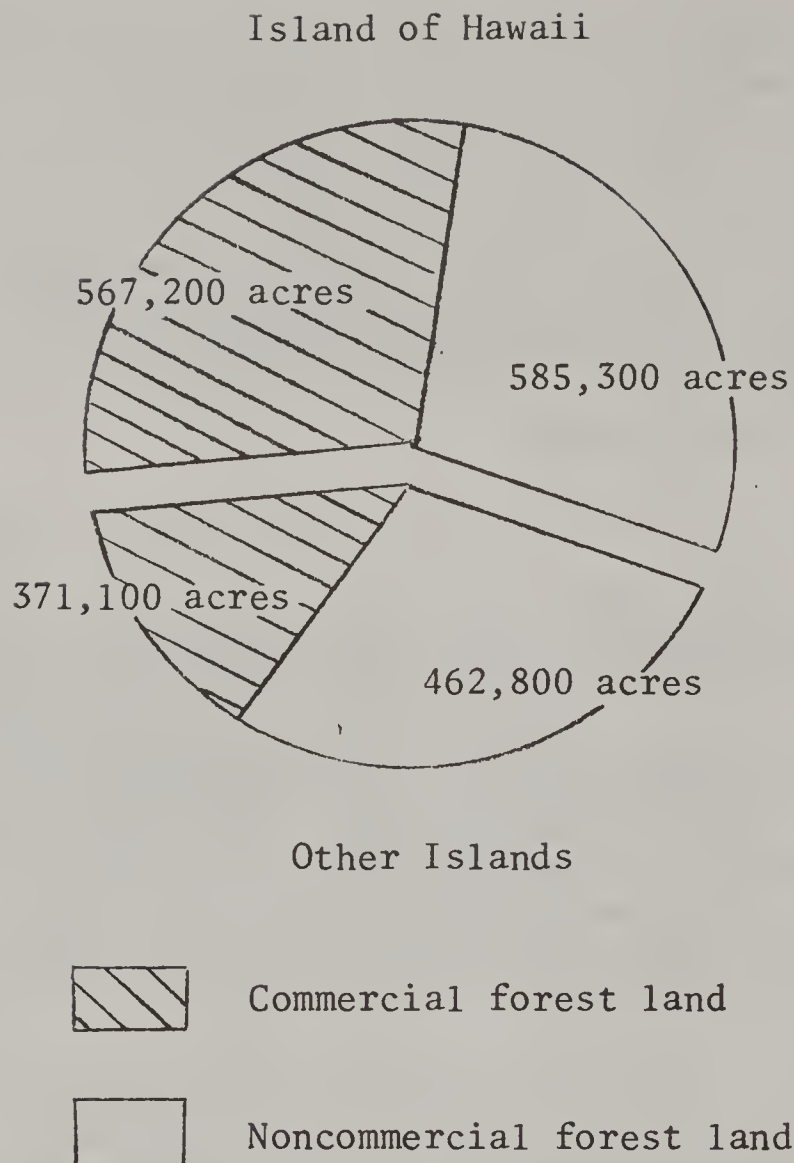 Island of Hawaii
567,200 acres
585,300 acres
371,100 acres
462,800 acres
Other Islands
Commercial forest land
Noncommercial forest land